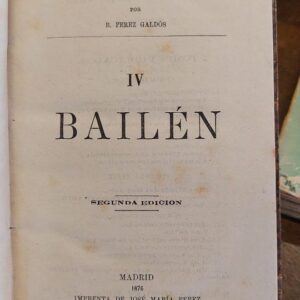 POR
B. PEREZ GALDÓS
IV
BAILÉN
SEGUNDA EDICION
MADRID
1876
IMPRENTA DE JOSÉ MARÍA PEREZ